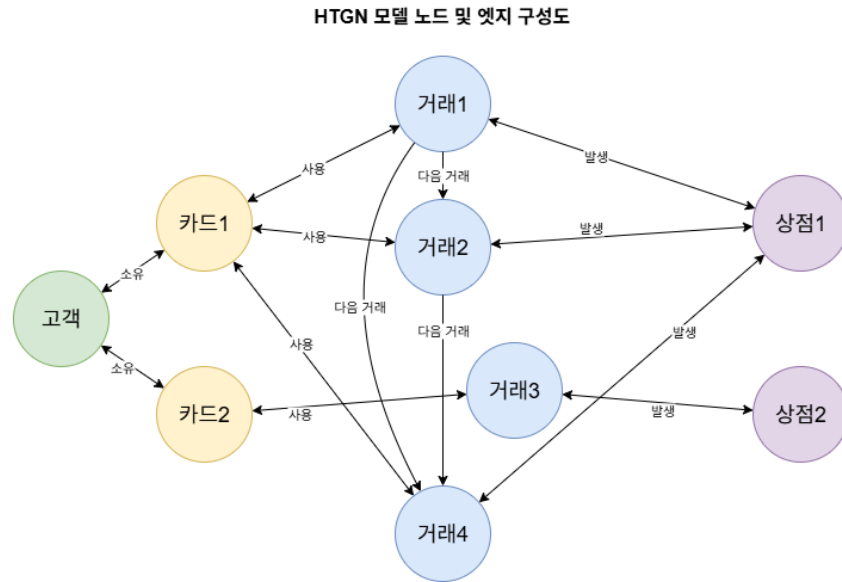 HTGN 모델 노드 및 엣지 구성도
거래1
사용
발생
다음 거래
카드1
사용
거래2
발생
상점1
소유
고객
다음 거래
다음 거래
사용
발생
소유
카드2
사용
거래3
발생
상점2
거래4